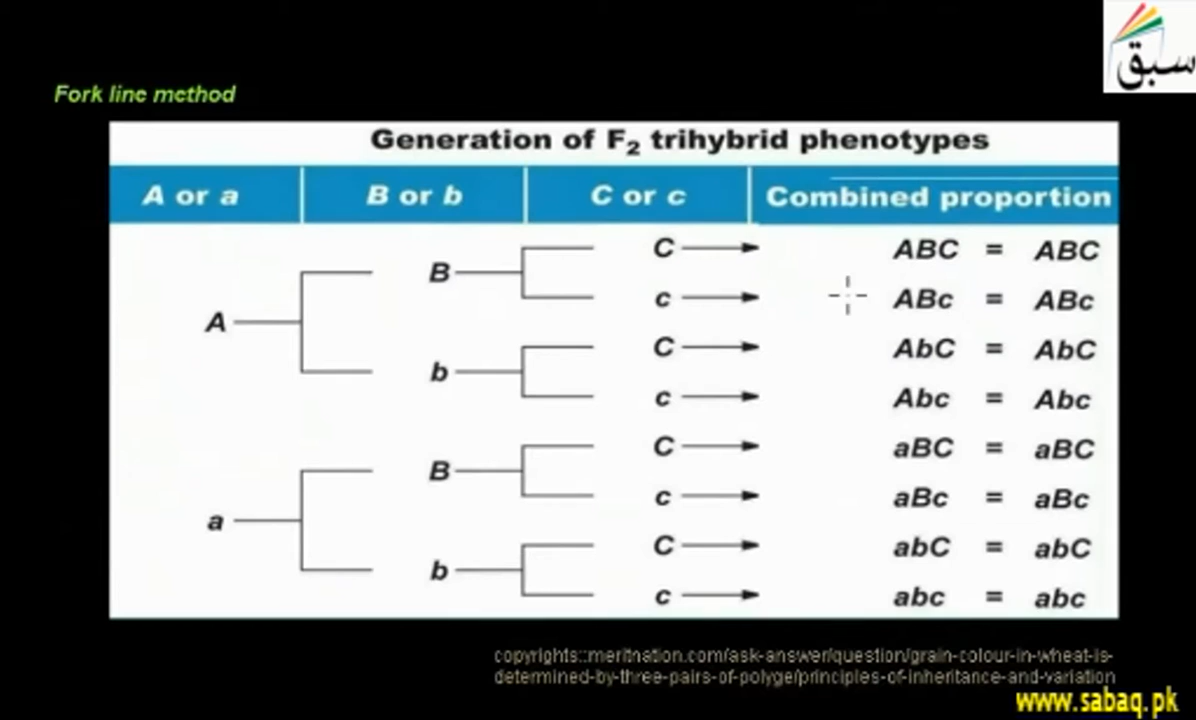 سبق
Fork line method
Generation of F₂ trihybrid phenotypes
A or a B or b C or c Combined proportion
C ABC = ABC
B
c ABc = ABc
A
C AbC = AbC
b
c Abc = Abc
C aBC = aBC
B
c aBc = aBc
a
C abC = abC
b
c abc = abc
copyrights::meritnation.com/ask-answer/question/grain-colour-in-wheat-is-
determined-by-three-pairs-of-polyge/principles-of-inheritance-and-variation
www.sabaq.pk